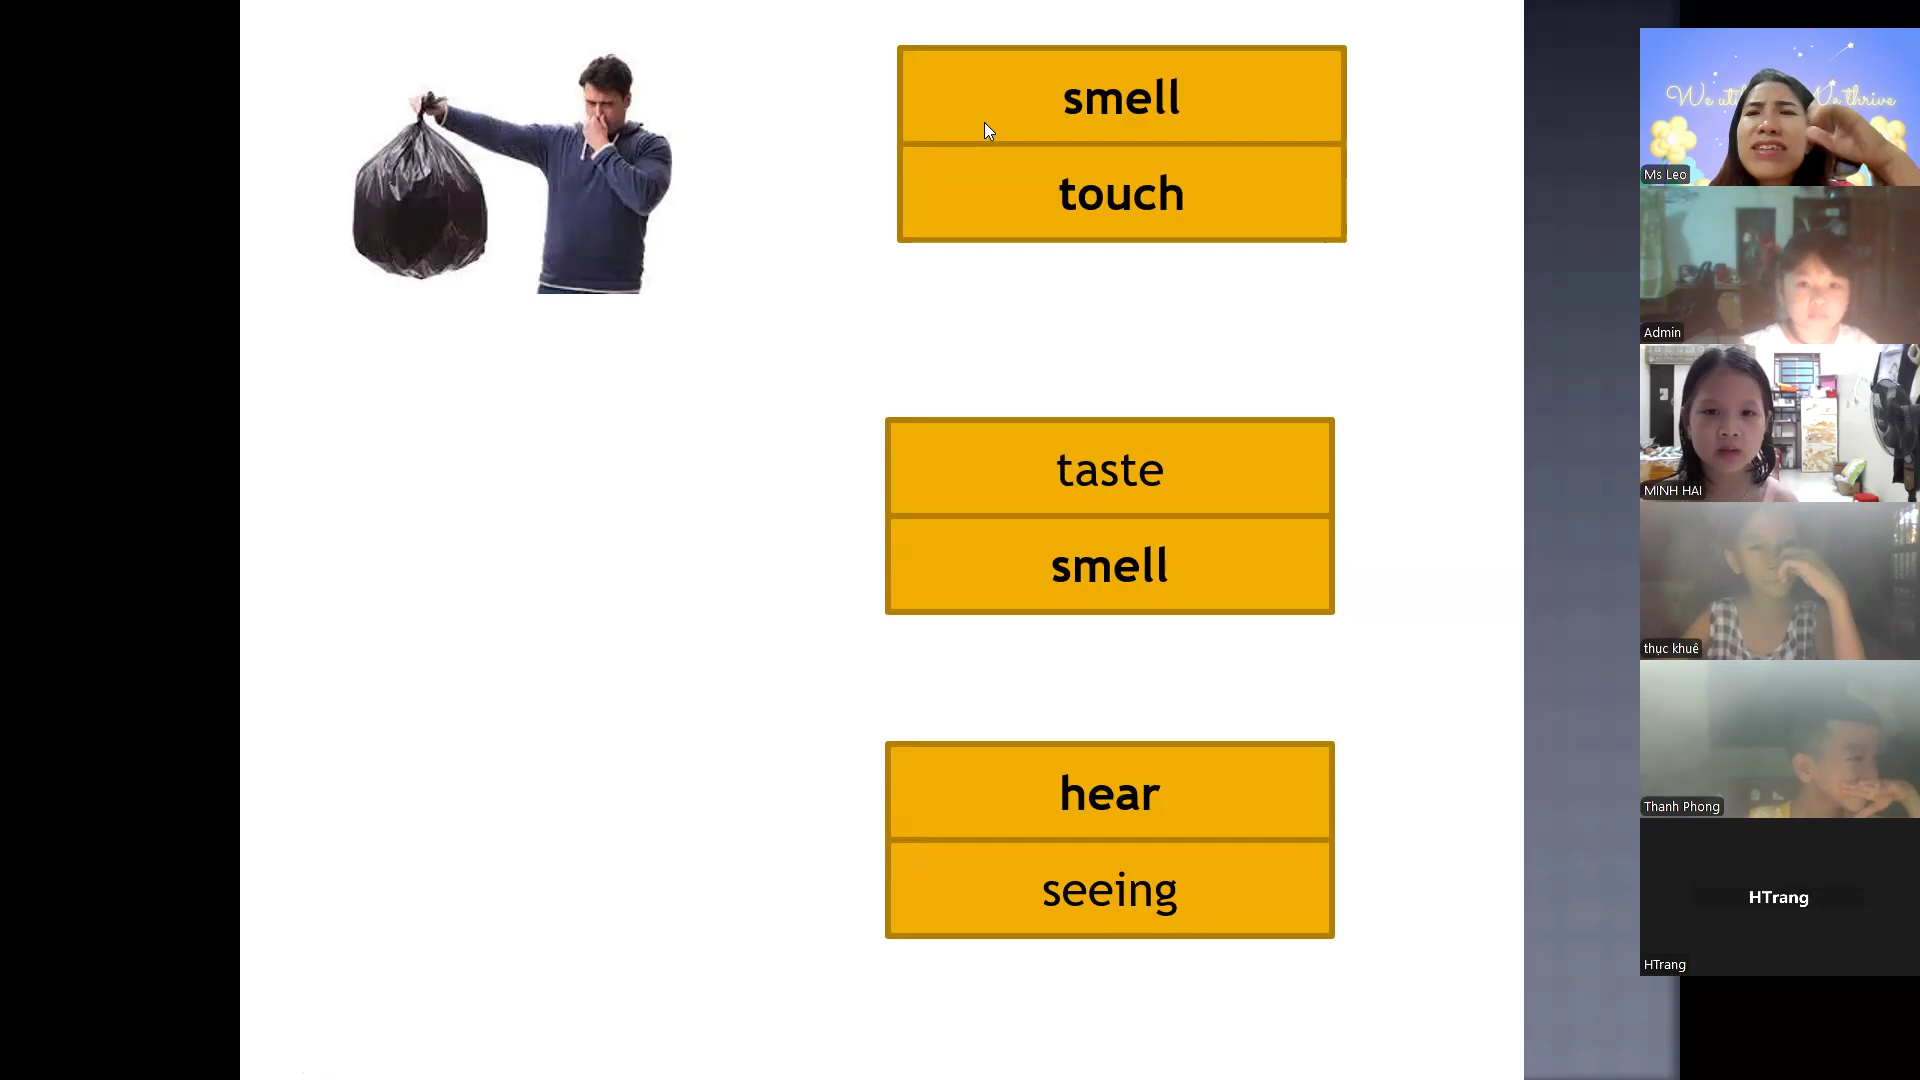 smell
touch
taste
smell
hear
seeing
Ms Leo
Admin
MINH HAI
thục khuê
Thanh Phong
HTrang
HTrang